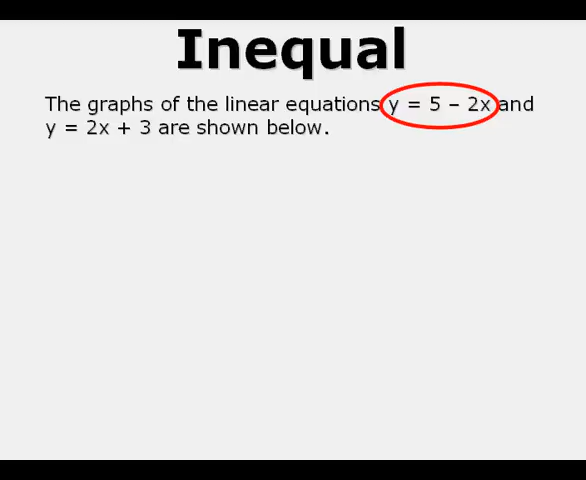 Inequal
The graphs of the linear equations y = 5 – 2x and
y = 2x + 3 are shown below.